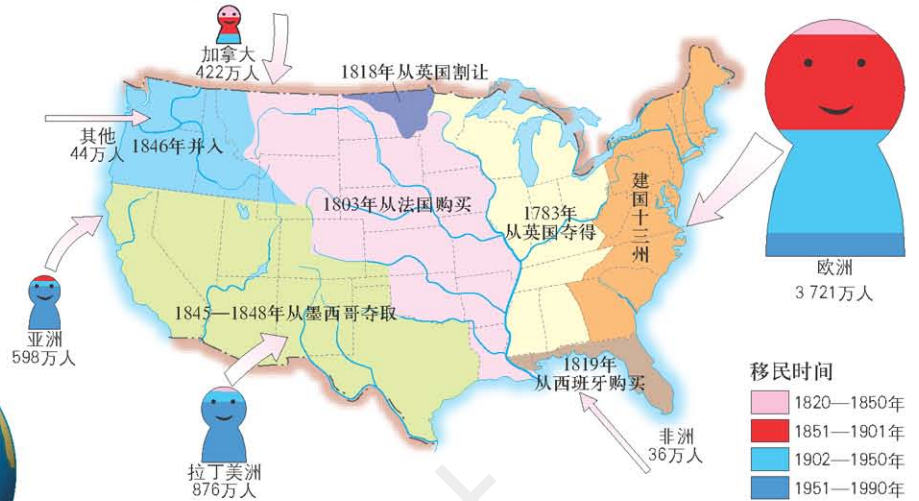 加拿大
422万人
1818年从英国割让
其他
44万人
1846年并入
1803年从法国购买
1783年
从英国夺得
建国十三州
欧洲
3 721万人
1845—1848年从墨西哥夺取
亚洲
598万人
1819年
从西班牙购买
拉丁美洲
876万人
非洲
36万人
移民时间
1820—1850年
1851—1901年
1902—1950年
1951—1990年